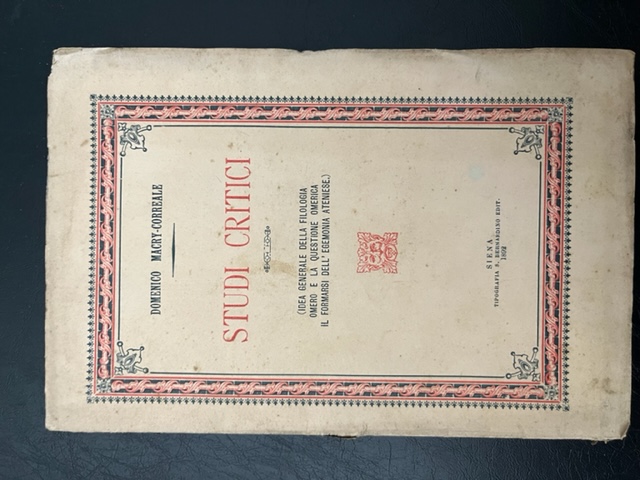 DOMENICO MACRY-CORREALE
STUDI CRITICI
(IDEA GENERALE DELLA FILOLOGIA
OMERO E LA QUESTIONE OMERICA
IL FORMARSI DELL'EGEMONIA ATENIESE.)
SIENA
TIPOGRAFIA S. BERNARDINO EDIT.
1892